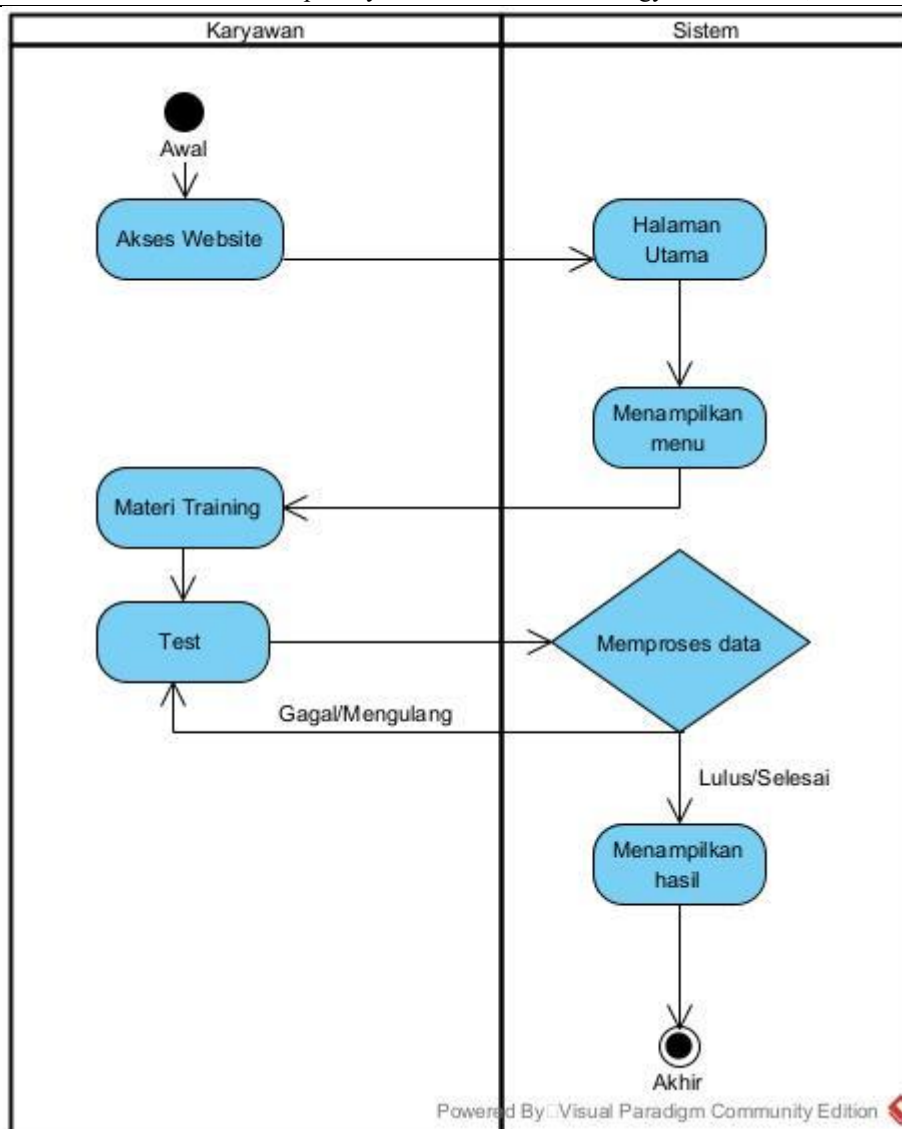 Karyawan
Sistem
Awal
Akses Website
Halaman
Utama
Menampilkan
menu
Materi Training
Test
Memproses data
Gagal/Mengulang
Lulus/Selesai
Menampilkan
hasil
Akhir
Powered By Visual Paradigm Community Edition